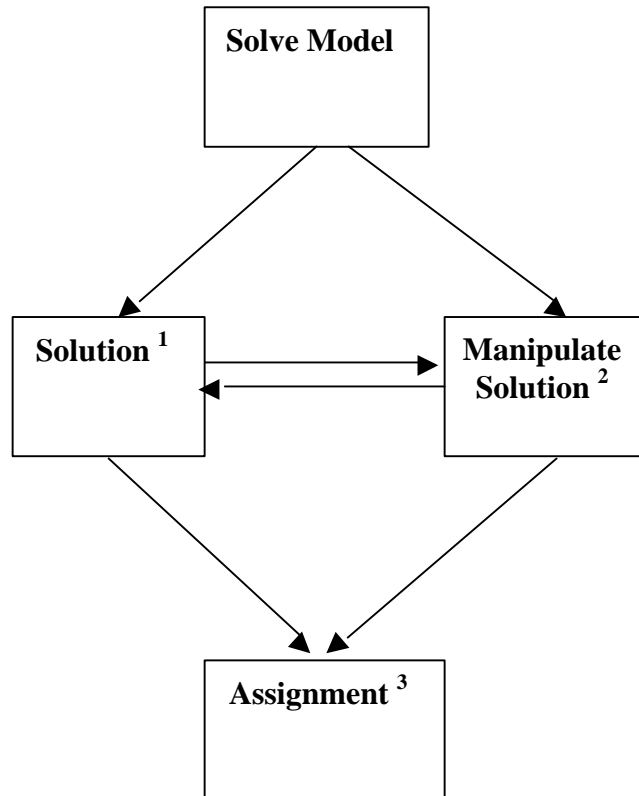 Solve Model
Solution 1
Manipulate
Solution 2
Assignment 3